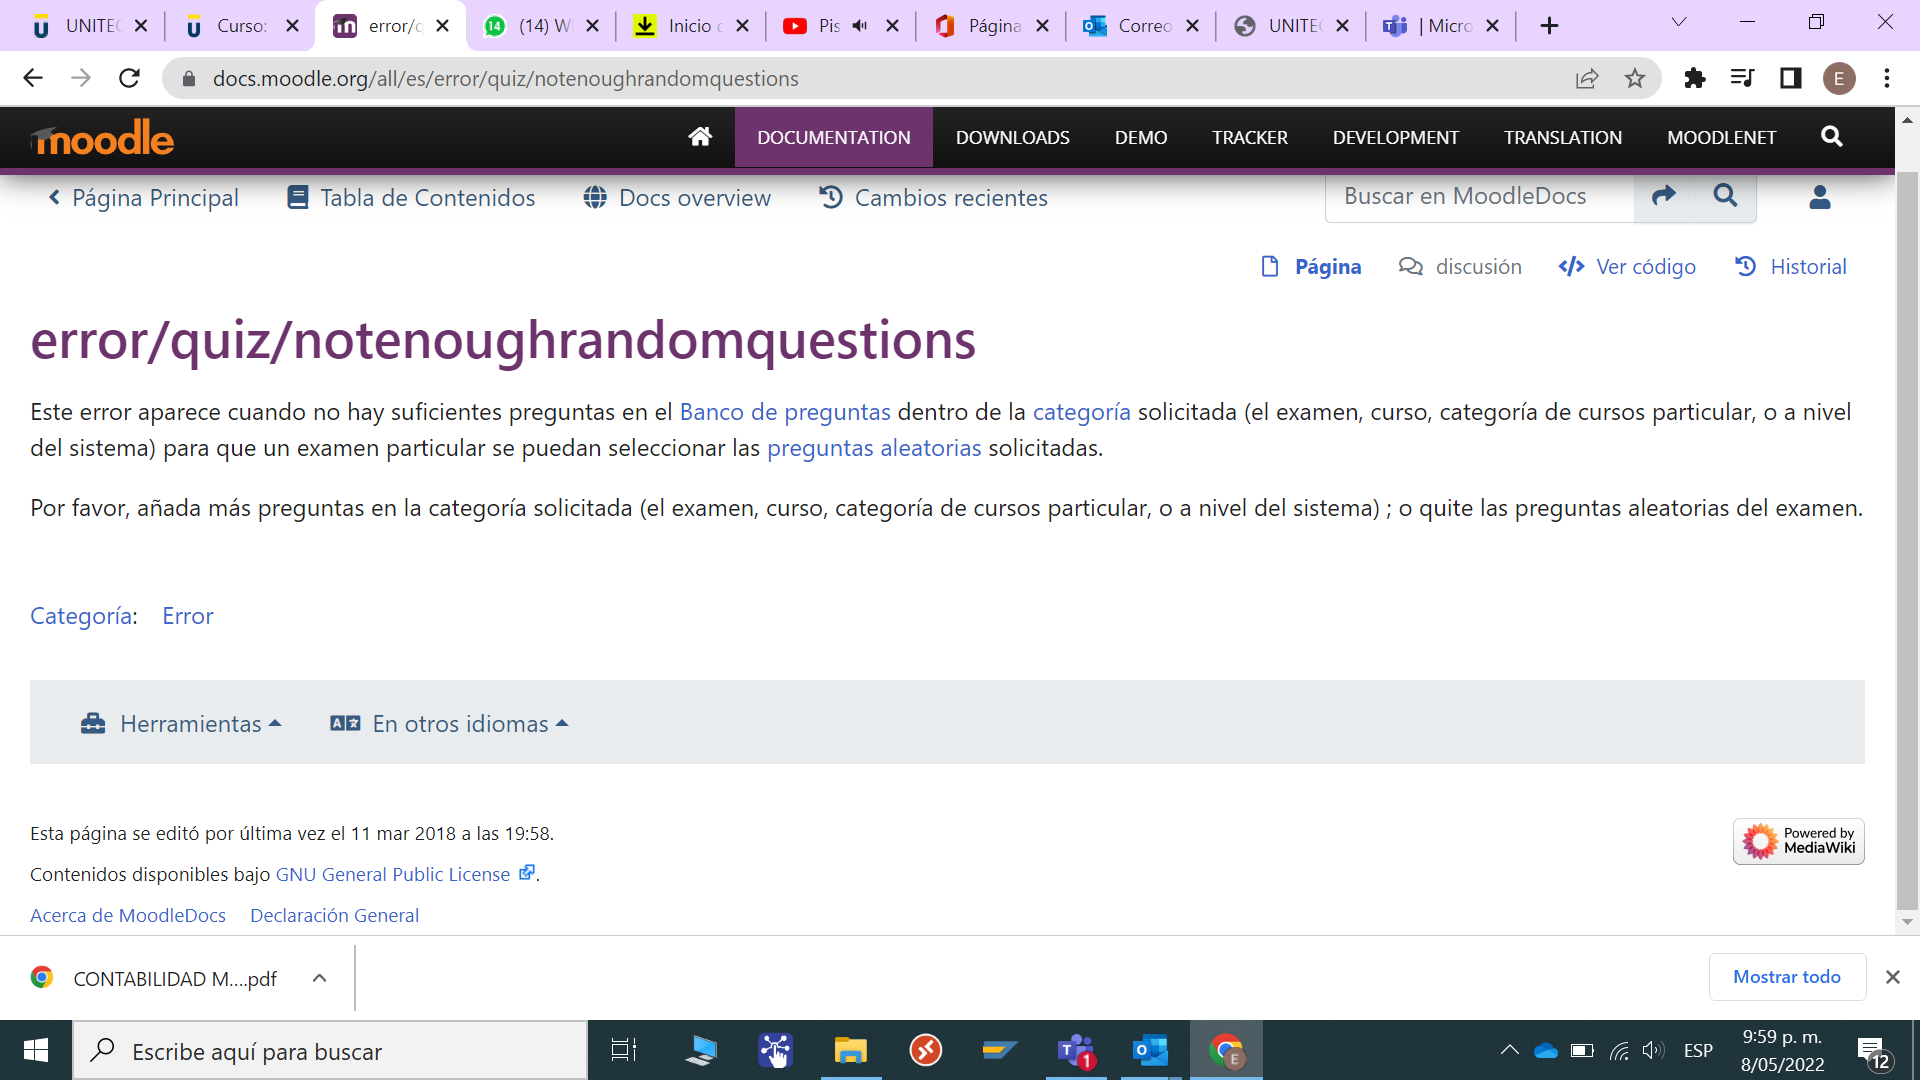 UNITEC
Curso:
error/q
(14) W
Inicio
Pis
Página
Correo
UNITEC
| Micro
docs.moodle.org/all/es/error/quiz/notenoughrandomquestions
E
moodle
DOCUMENTATION
DOWNLOADS
DEMO
TRACKER
DEVELOPMENT
TRANSLATION
MOODLENET
Página Principal
Tabla de Contenidos
Docs overview
Cambios recientes
Buscar en MoodleDocs
Página
discusión
Ver código
Historial
error/quiz/notenoughrandomquestions
Este error aparece cuando no hay suficientes preguntas en el Banco de preguntas dentro de la categoría solicitada (el examen, curso, categoría de cursos particular, o a nivel
del sistema) para que un examen particular se puedan seleccionar las preguntas aleatorias solicitadas.
Por favor, añada más preguntas en la categoría solicitada (el examen, curso, categoría de cursos particular, o a nivel del sistema) ; o quite las preguntas aleatorias del examen.
Categoría: Error
Herramientas
En otros idiomas
Esta página se editó por última vez el 11 mar 2018 a las 19:58.
Powered by
MediaWiki
Contenidos disponibles bajo GNU General Public License.
Acerca de MoodleDocs
Declaración General
CONTABILIDAD M....pdf
Mostrar todo
Escribe aquí para buscar
1
E
ESP
9:59 p. m.
8/05/2022
12